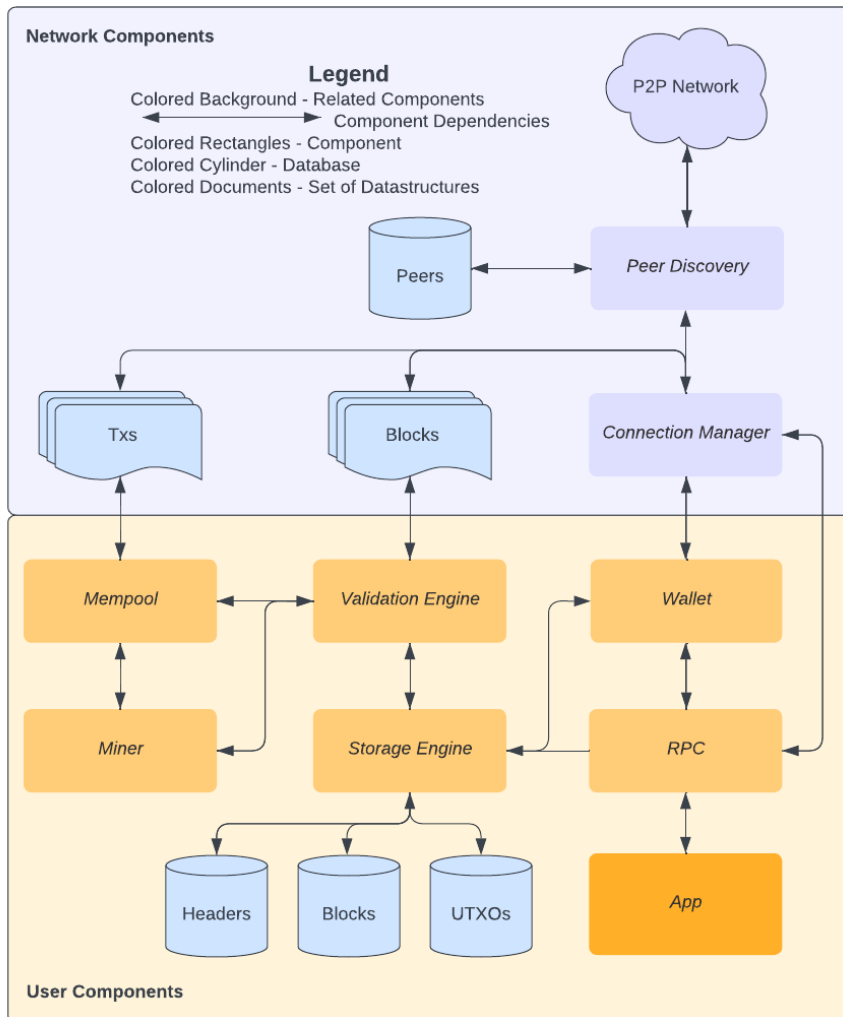 Network Components
Legend
Colored Background - Related Components
Component Dependencies
Colored Rectangles - Component
Colored Cylinder - Database
Colored Documents - Set of Datastructures
P2P Network
Peers
Peer Discovery
Txs
Blocks
Connection Manager
Mempool
Validation Engine
Wallet
Miner
Storage Engine
RPC
Headers
Blocks
UTXOs
App
User Components